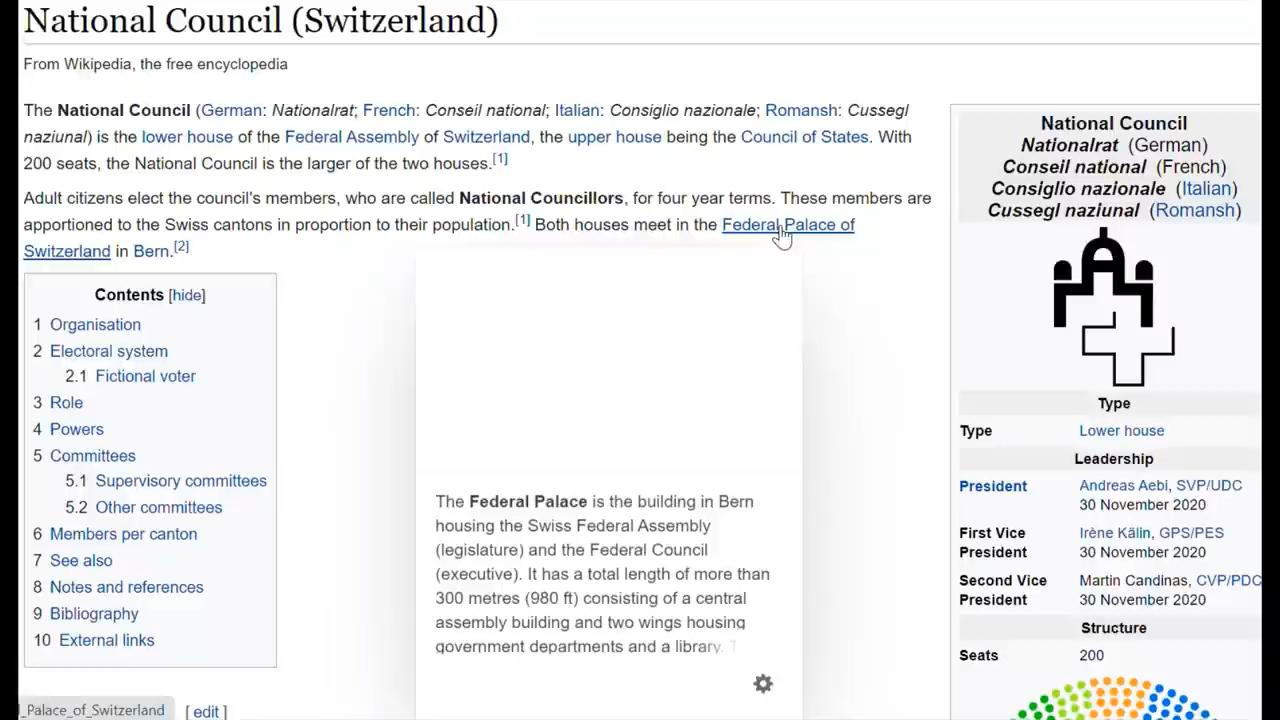 National Council (Switzerland)
From Wikipedia, the free encyclopedia
The National Council (German: Nationalrat; French: Conseil national; Italian: Consiglio nazionale; Romansh: Cussegl
naziunal) is the lower house of the Federal Assembly of Switzerland, the upper house being the Council of States. With
200 seats, the National Council is the larger of the two houses.[1]
Adult citizens elect the council's members, who are called National Councillors, for four year terms. These members are
apportioned to the Swiss cantons in proportion to their population.[1] Both houses meet in the Federal Palace of
Switzerland in Bern.[2]
Contents [hide]
1 Organisation
2 Electoral system
2.1 Fictional voter
3 Role
4 Powers
5 Committees
5.1 Supervisory committees
5.2 Other committees
6 Members per canton
7 See also
8 Notes and references
9 Bibliography
10 External links
_Palace_of_Switzerland
[ edit ]
The Federal Palace is the building in Bern
housing the Swiss Federal Assembly
(legislature) and the Federal Council
(executive). It has a total length of more than
300 metres (980 ft) consisting of a central
assembly building and two wings housing
government departments and a library. T
National Council
Nationalrat (German)
Conseil national (French)
Consiglio nazionale (Italian)
Cussegl naziunal (Romansh)
Type
Type Lower house
Leadership
President Andreas Aebi, SVP/UDC
30 November 2020
First Vice Irène Kälin, GPS/PES
President 30 November 2020
Second Vice Martin Candinas, CVP/PDC
President 30 November 2020
Structure
Seats 200